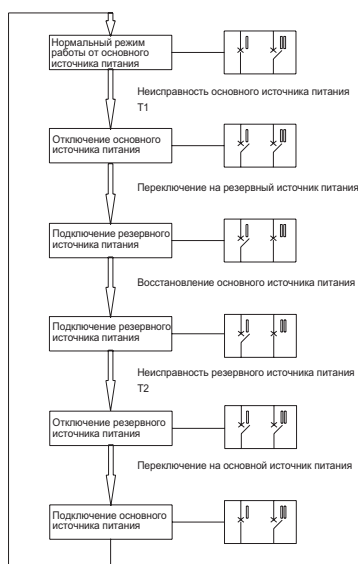 Нормальный режим
работы от основного
источника питания
Неисправность основного источника питания
T1
Отключение основного
источника питания
Переключение на резервный источник питания
Подключение резервного
источника питания
Восстановление основного источника питания
Подключение резервного
источника питания
Неисправность резервного источника питания
T2
Отключение резервного
источника питания
Переключение на основной источник питания
Подключение основного
источника питания